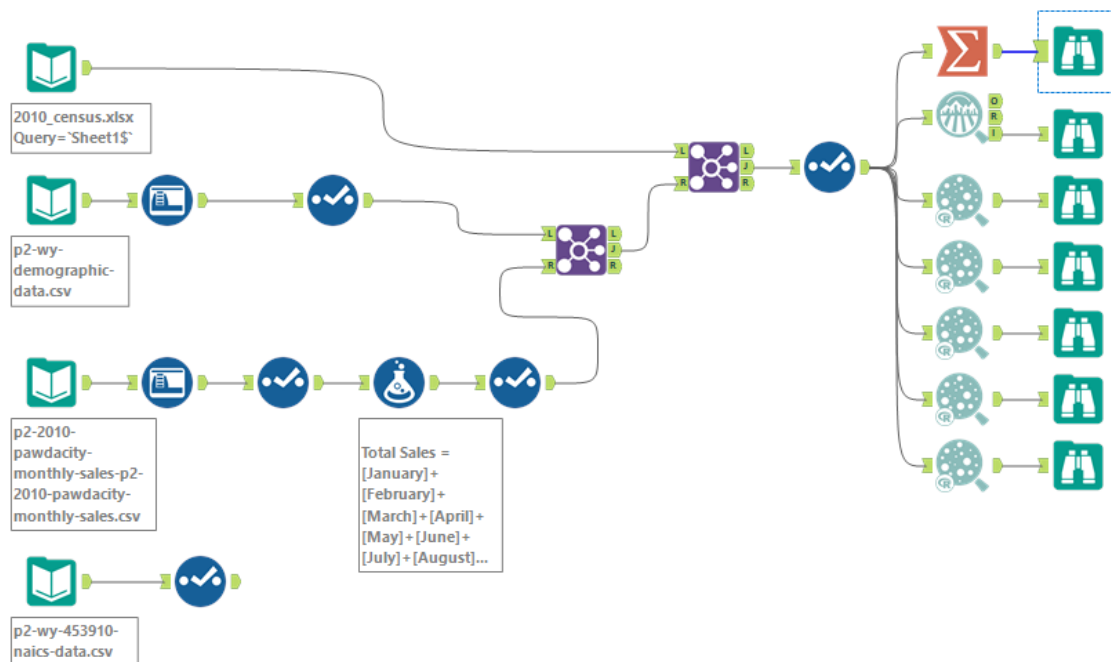 2010_census.xlsx
Query=`Sheet1$`
p2-wy-
demographic-
data.csv
p2-2010-
pawdacity-
monthly-sales-p2-
2010-pawdacity-
monthly-sales.csv
Total Sales =
[January]+
[February]+
[March]+[April]+
[May]+[June]+
[July]+[August]...
p2-wy-453910-
naics-data.csv
L
R
L
J
R
L
R
L
J
R
Σ
O
R
I
R
R
R
R
R